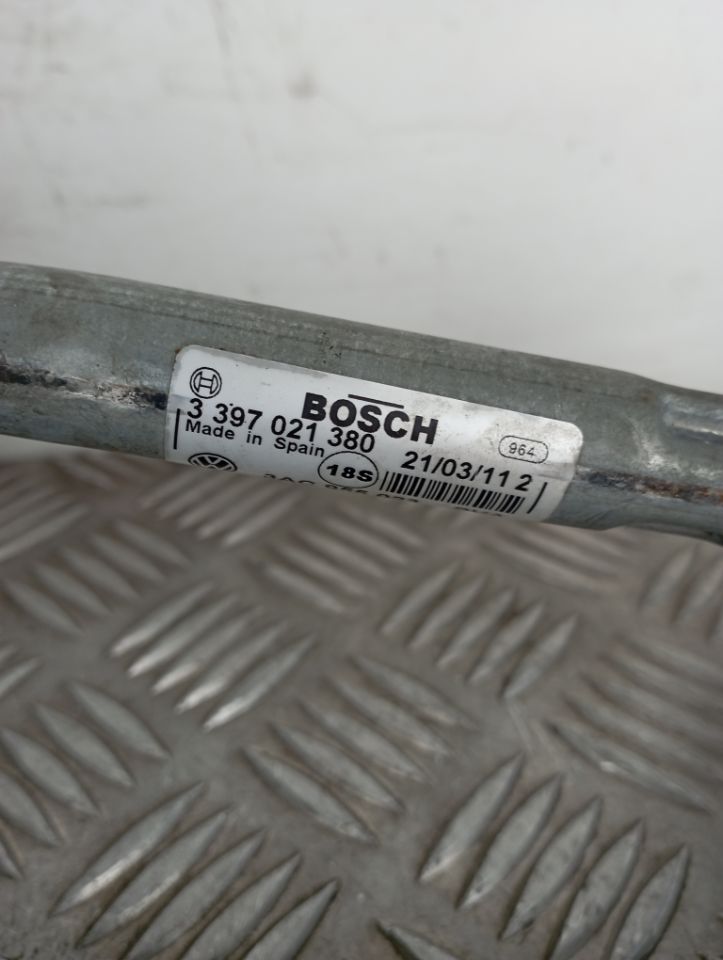 BOSCH
3 397 021 380
964
Made in Spain
18S
21/03/11 2